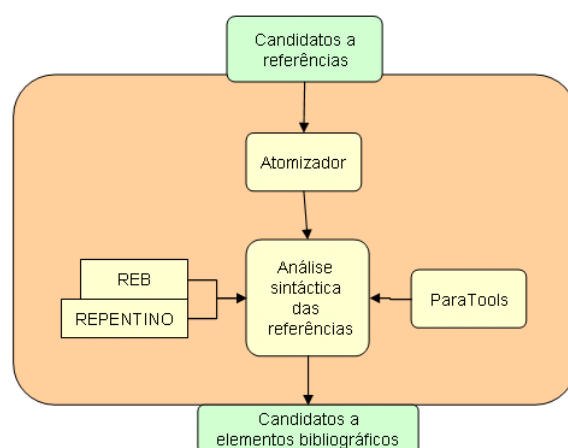 Candidatos a
referências
Atomizador
Análise
sintáctica
das
referências
REB
REPENTINO
ParaTools
Candidatos a
elementos bibliográficos